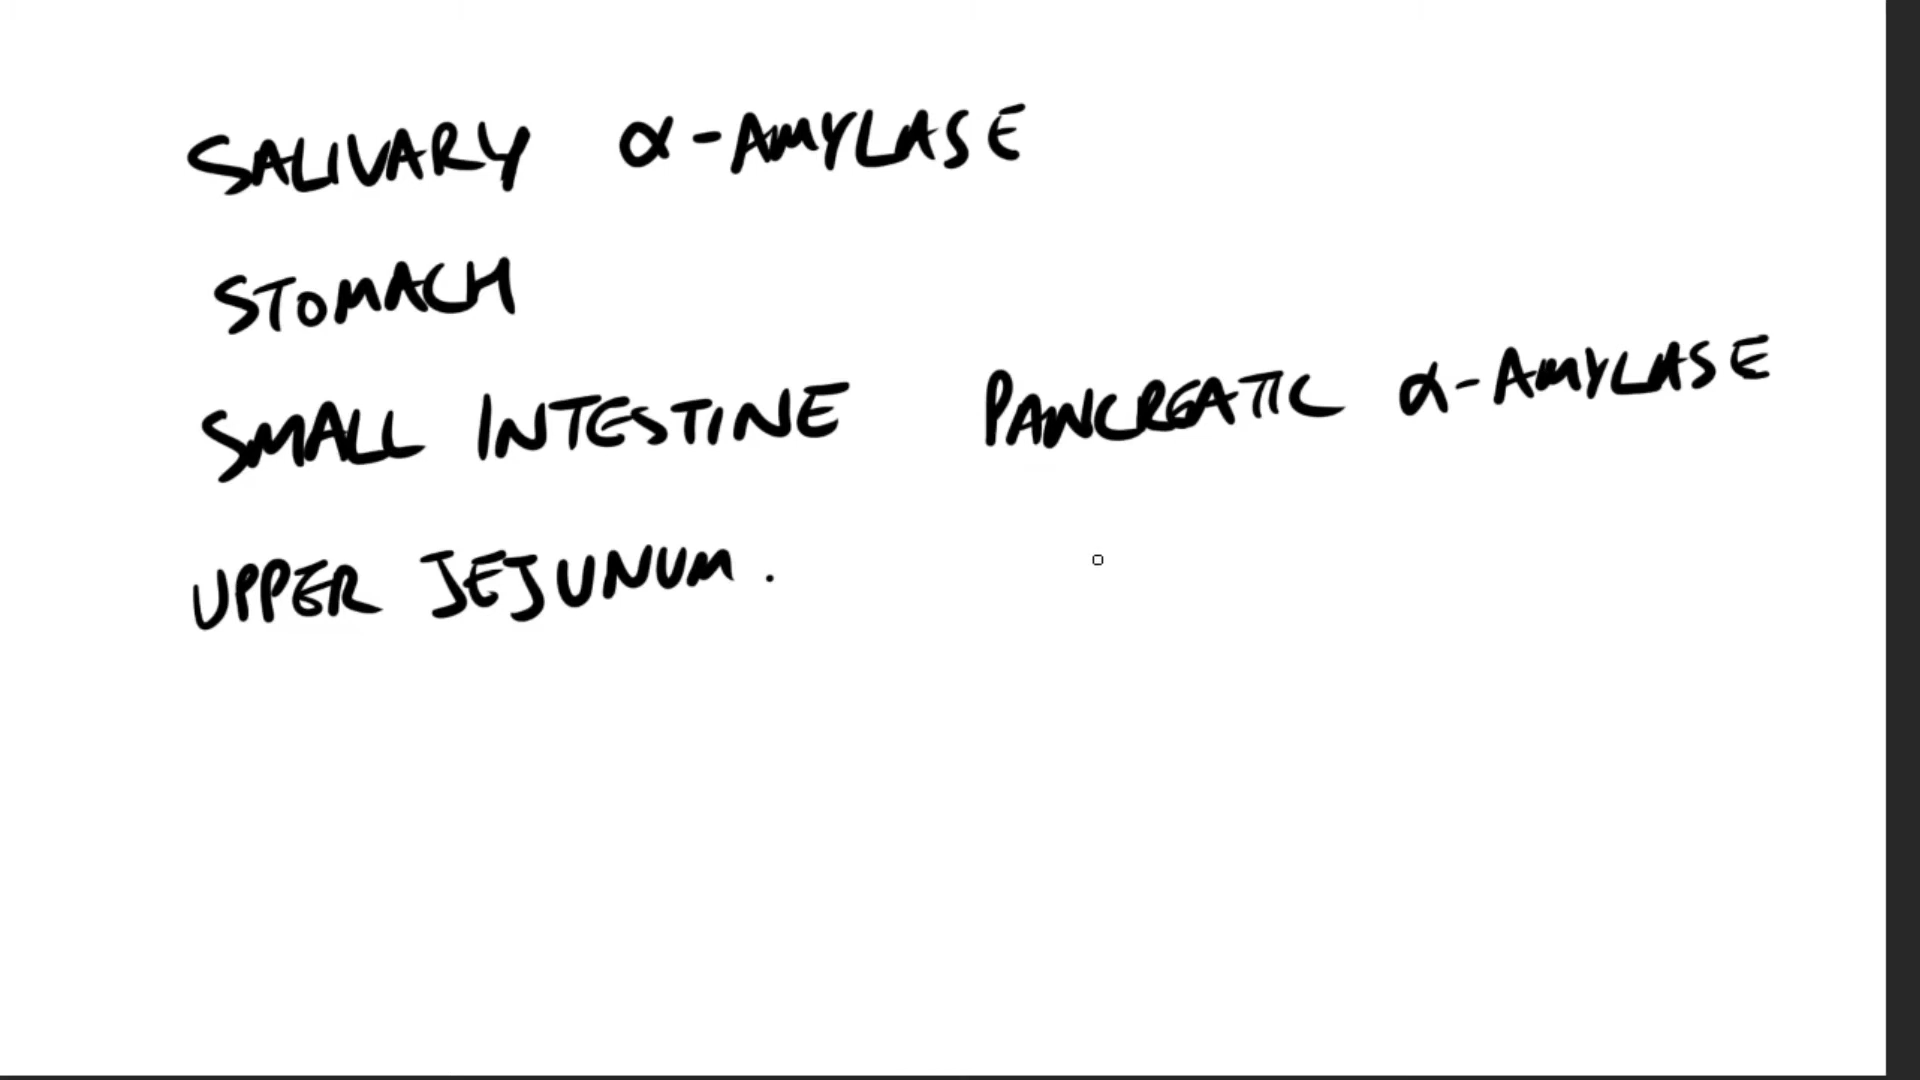 SALIVARY α-AMYLASE
STOMACH
SMALL INTESTINE PANCREATIC α-AMYLASE
UPPER JEJUNUM.